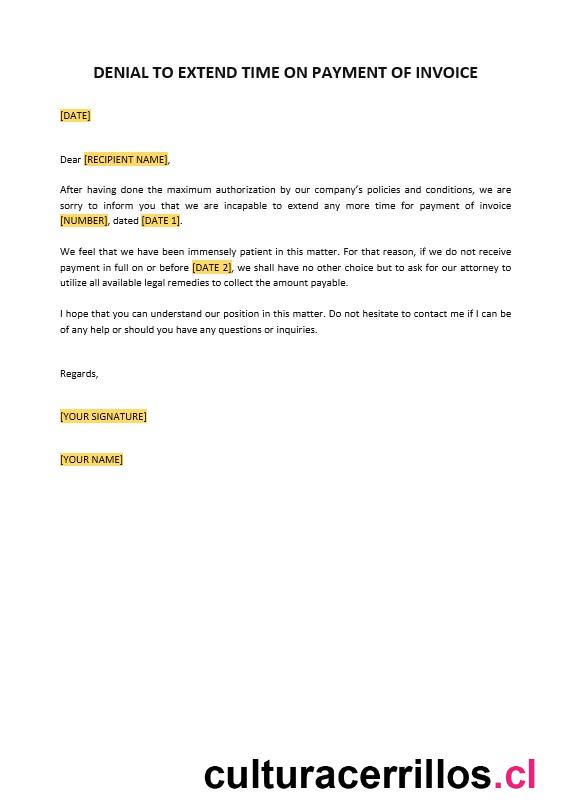 DENIAL TO EXTEND TIME ON PAYMENT OF INVOICE
[DATE]
Dear [RECIPIENT NAME],
After having done the maximum authorization by our company’s policies and conditions, we are
sorry to inform you that we are incapable to extend any more time for payment of invoice
[NUMBER], dated [DATE 1].
We feel that we have been immensely patient in this matter. For that reason, if we do not receive
payment in full on or before [DATE 2], we shall have no other choice but to ask for our attorney to
utilize all available legal remedies to collect the amount payable.
I hope that you can understand our position in this matter. Do not hesitate to contact me if I can be
of any help or should you have any questions or inquiries.
Regards,
[YOUR SIGNATURE]
[YOUR NAME]
culturacerrillos.cl